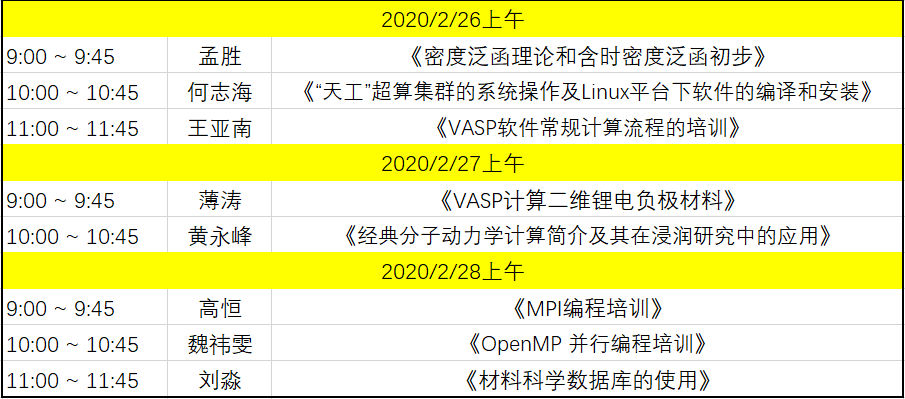 2020/2/26上午
9:00 ~ 9:45 孟胜 《密度泛函理论和含时密度泛函初步》
10:00 ~ 10:45 何志海 《“天工”超算集群的系统操作及Linux平台下软件的编译和安装》
11:00 ~ 11:45 王亚南 《VASP软件常规计算流程的培训》
2020/2/27上午
9:00 ~ 9:45 薄涛 《VASP计算二维锂电负极材料》
10:00 ~ 10:45 黄永峰 《经典分子动力学计算简介及其在浸润研究中的应用》
2020/2/28上午
9:00 ~ 9:45 高恒 《MPI编程培训》
10:00 ~ 10:45 魏祎雯 《OpenMP 并行编程培训》
11:00 ~ 11:45 刘淼 《材料科学数据库的使用》